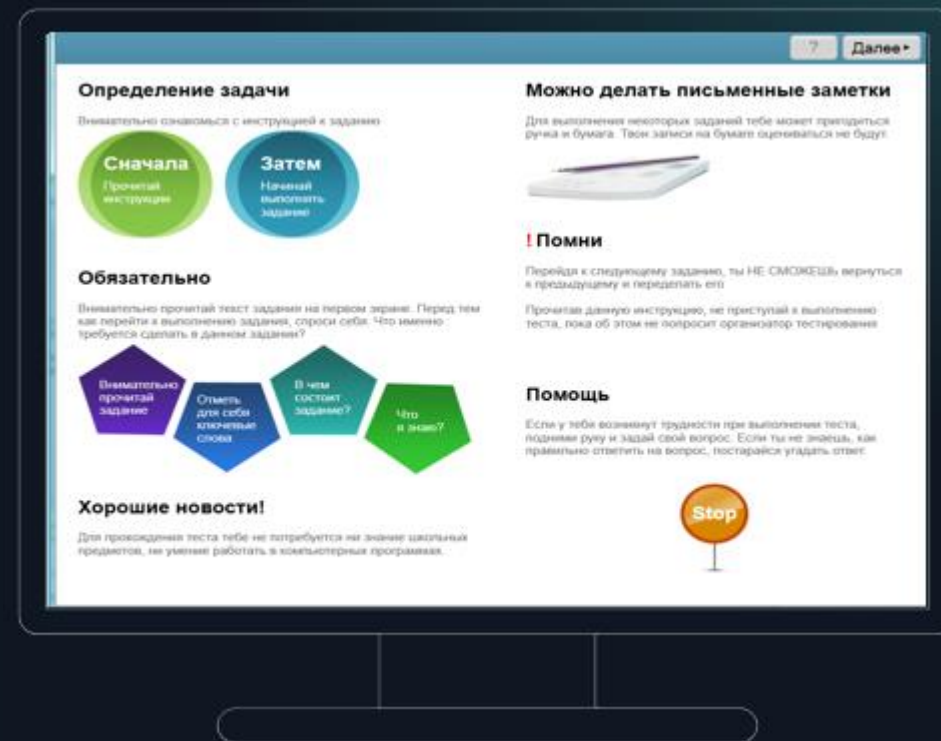 ?
Далее
Определение задачи
Внимательно ознакомься с инструкцией к заданию
Сначала
Прочитай
инструкции
Затем
Начинай
выполнять
задание
Обязательно
Внимательно прочитай текст задания на первом экране. Перед тем
как перейти к выполнению задания, спроси себя: Что именно
требуется сделать в данном задании?
Внимательно
прочитай
задание
Отметь
для себя
ключевые
слова
В чем
состоит
задание?
Что
я знаю?
Хорошие новости!
Для прохождения теста тебе не потребуется ни знание школьных
предметов, ни умение работать в компьютерных программах.
Можно делать письменные заметки
Для выполнения некоторых заданий тебе может пригодиться
ручка и бумага. Твои записи на бумаге оцениваться не будут.
! Помни
Перейдя к следующему заданию, ты НЕ СМОЖЕШЬ вернуться
к предыдущему и переделать его
Прочитав данную инструкцию, не приступай к выполнению
теста, пока об этом не попросит организатор тестирования
Помощь
Если у тебя возникнут трудности при выполнении теста,
подними руку и задай свой вопрос. Если ты не знаешь, как
правильно ответить на вопрос, постарайся угадать ответ.
Stop